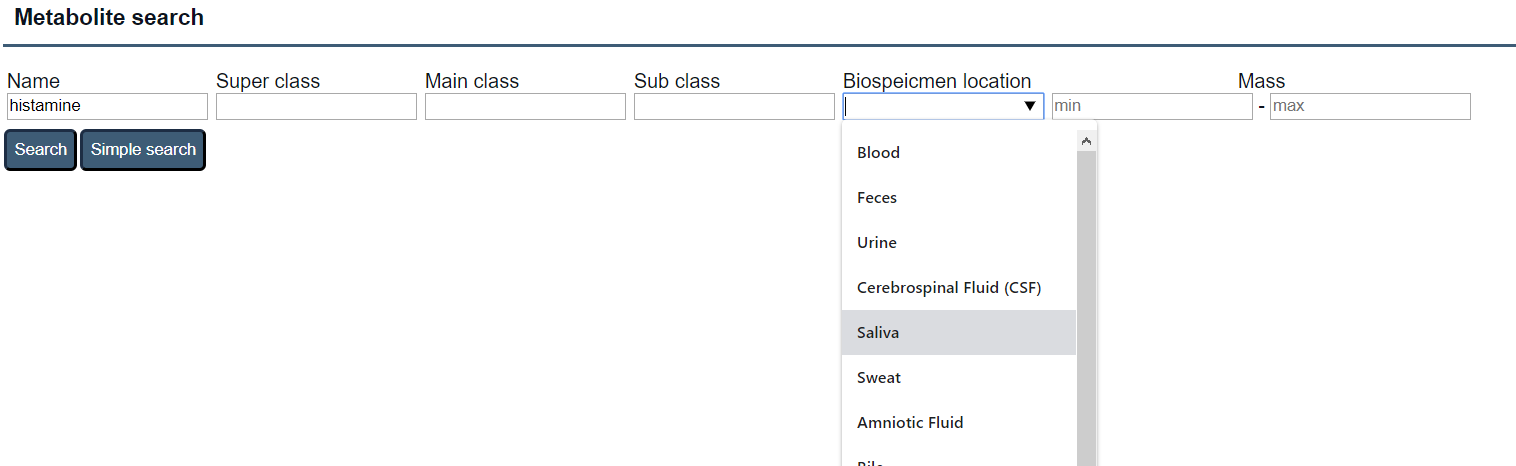 Metabolite search
Name Super class Main class Sub class Biospeicmen location Mass
histamine min - max
Search Simple search
Blood
Feces
Urine
Cerebrospinal Fluid (CSF)
Saliva
Sweat
Amniotic Fluid